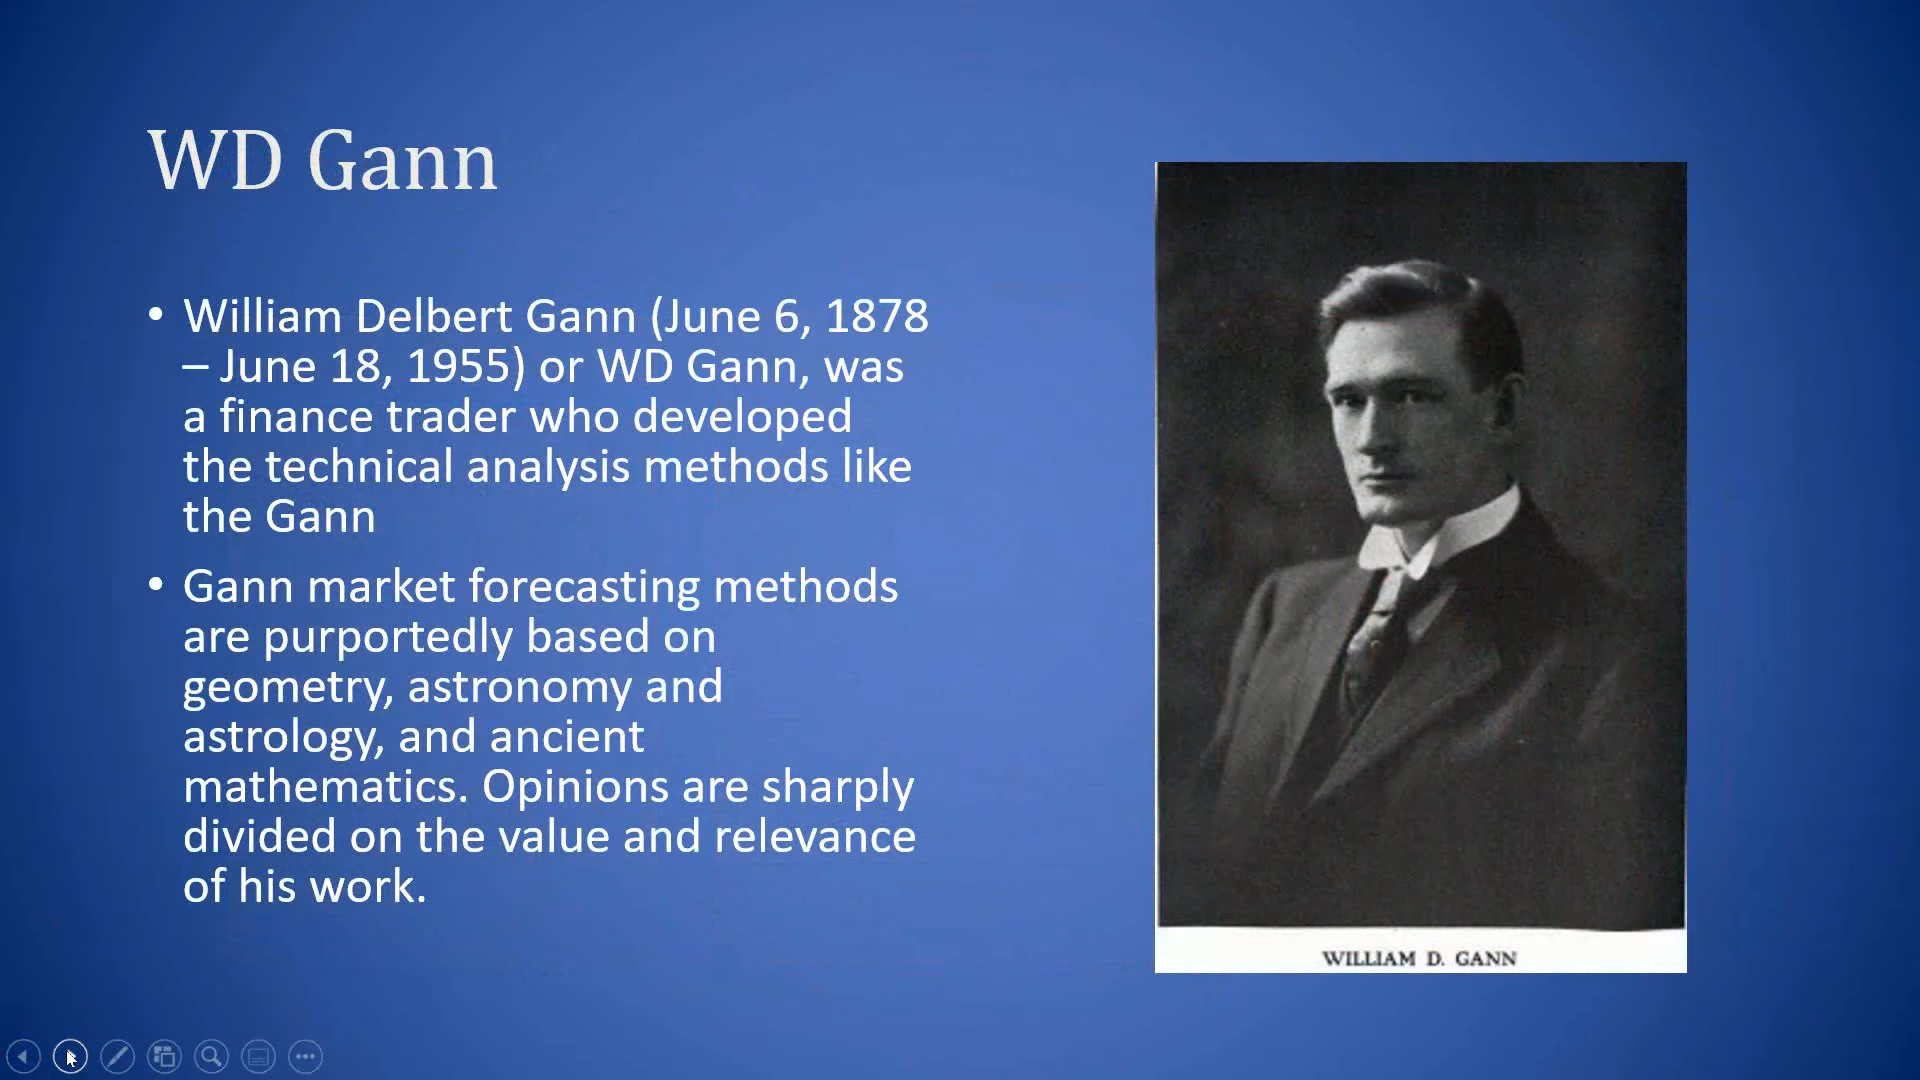 WD Gann
• William Delbert Gann (June 6, 1878
– June 18, 1955) or WD Gann, was
a finance trader who developed
the technical analysis methods like
the Gann
• Gann market forecasting methods
are purportedly based on
geometry, astronomy and
astrology, and ancient
mathematics. Opinions are sharply
divided on the value and relevance
of his work.
WILLIAM D. GANN